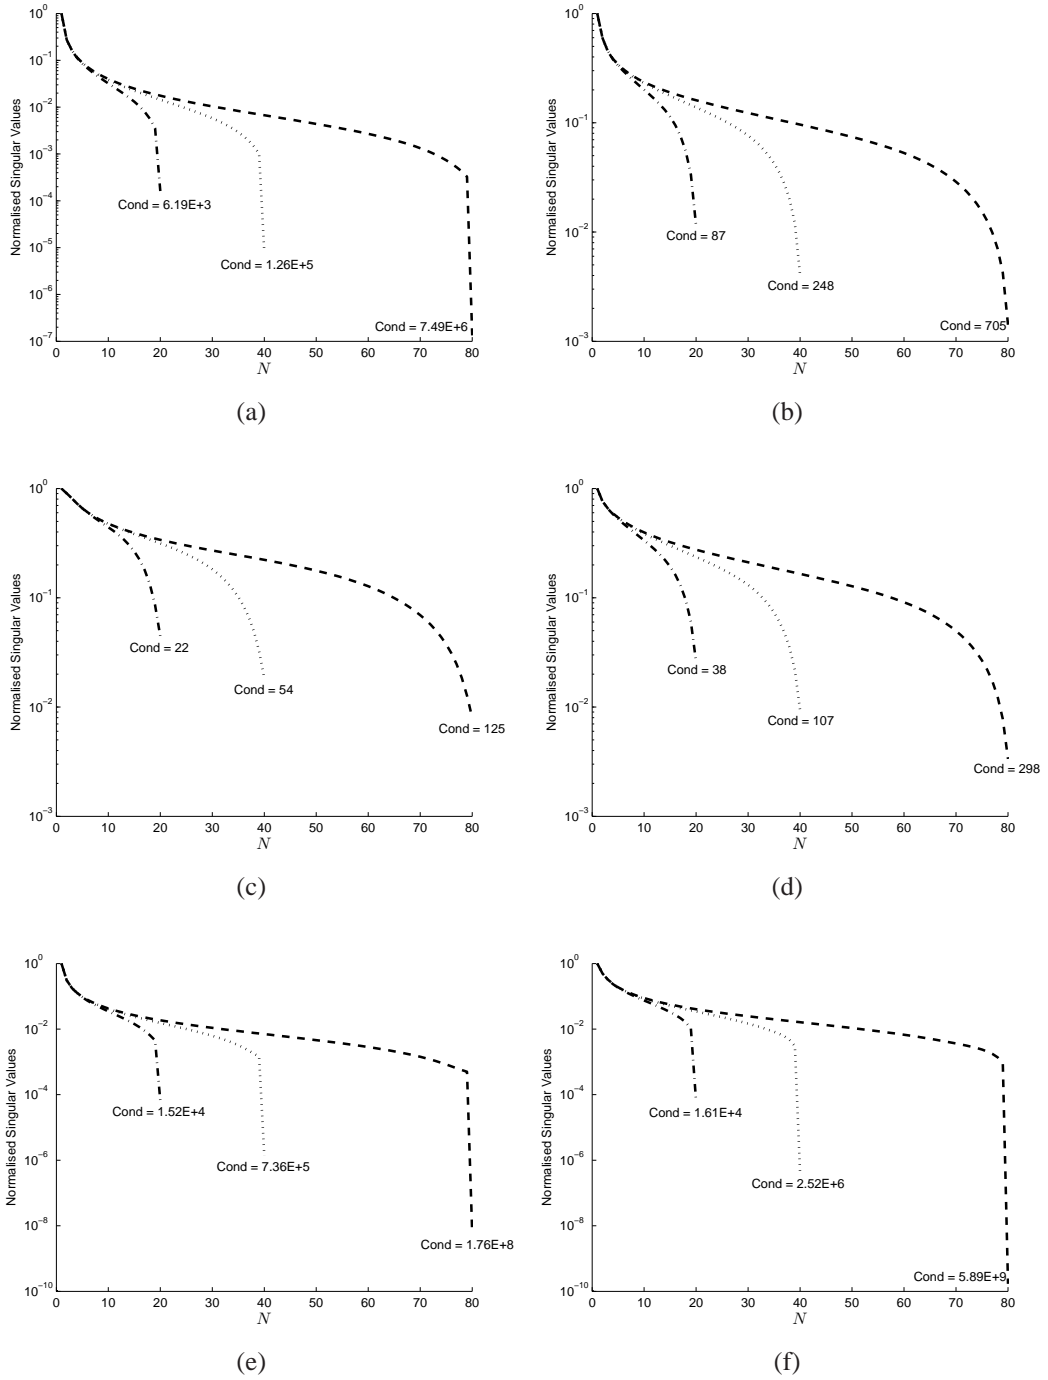 10^0
10^−1
10^−2
10^−3
10^−4
10^−5
10^−6
10^−7
Normalised Singular Values
Cond = 6.19E+3
Cond = 1.26E+5
Cond = 7.49E+6
0 10 20 30 40 50 60 70 80
N
(a)
10^0
10^−1
10^−2
10^−3
Normalised Singular Values
Cond = 87
Cond = 248
Cond = 705
0 10 20 30 40 50 60 70 80
N
(b)
10^0
10^−1
10^−2
10^−3
Normalised Singular Values
Cond = 22
Cond = 54
Cond = 125
0 10 20 30 40 50 60 70 80
N
(c)
10^0
10^−1
10^−2
10^−3
Normalised Singular Values
Cond = 38
Cond = 107
Cond = 298
0 10 20 30 40 50 60 70 80
N
(d)
10^0
10^−2
10^−4
10^−6
10^−8
10^−10
Normalised Singular Values
Cond = 1.52E+4
Cond = 7.36E+5
Cond = 1.76E+8
0 10 20 30 40 50 60 70 80
N
(e)
10^0
10^−2
10^−4
10^−6
10^−8
10^−10
Normalised Singular Values
Cond = 1.61E+4
Cond = 2.52E+6
Cond = 5.89E+9
0 10 20 30 40 50 60 70 80
N
(f)